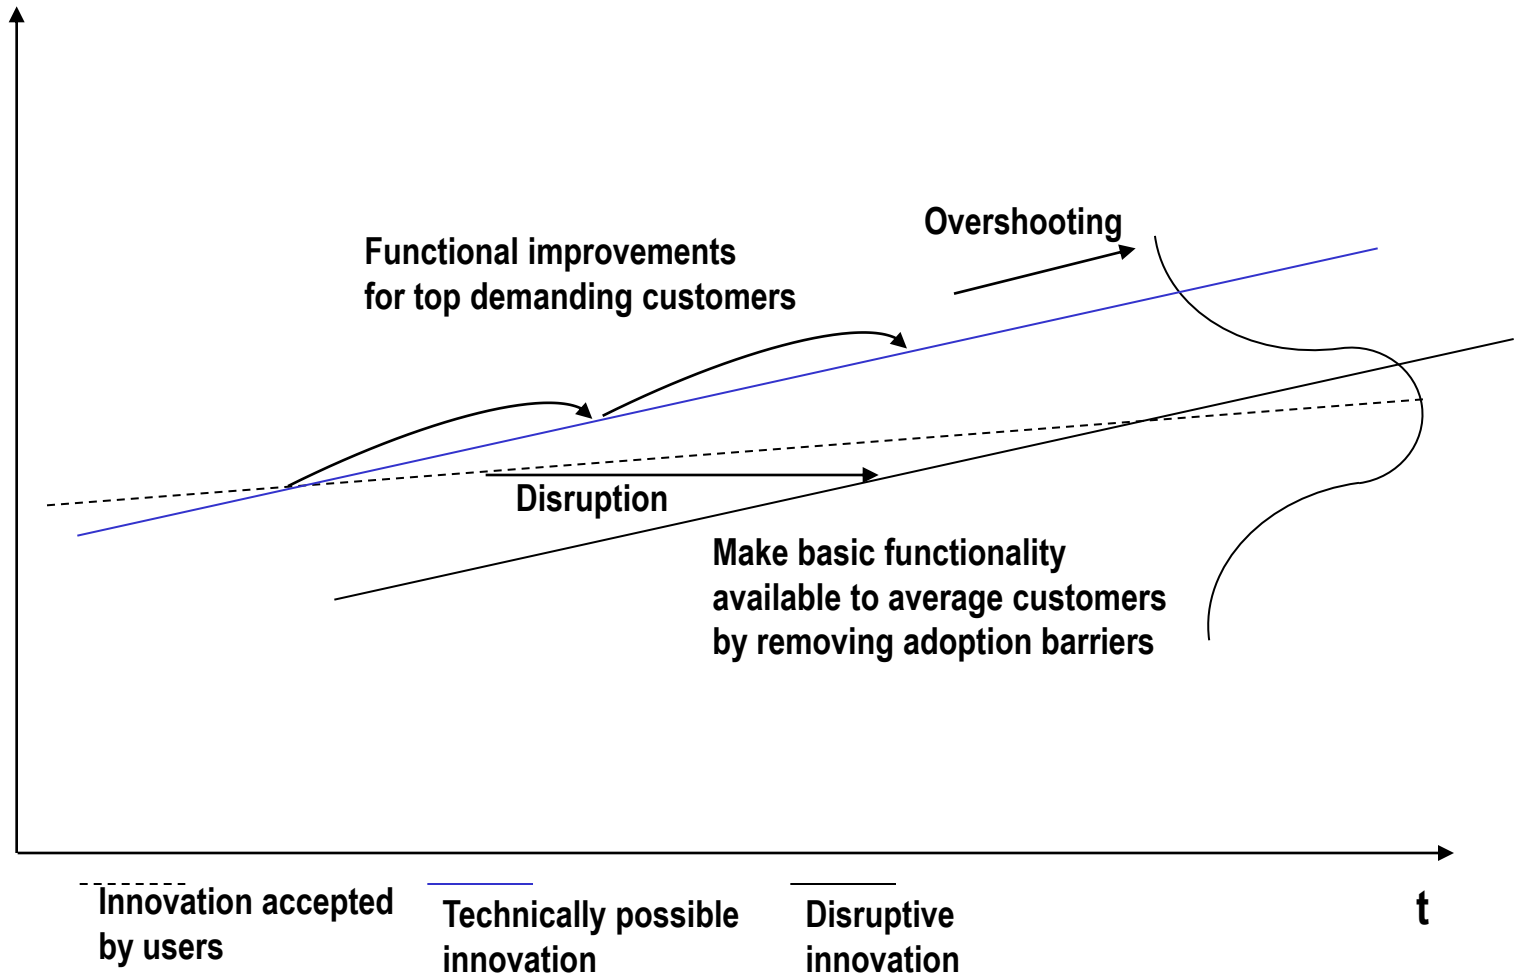 Overshooting
Functional improvements
for top demanding customers
Disruption
Make basic functionality
available to average customers
by removing adoption barriers
Innovation accepted
by users
Technically possible
innovation
Disruptive
innovation
t